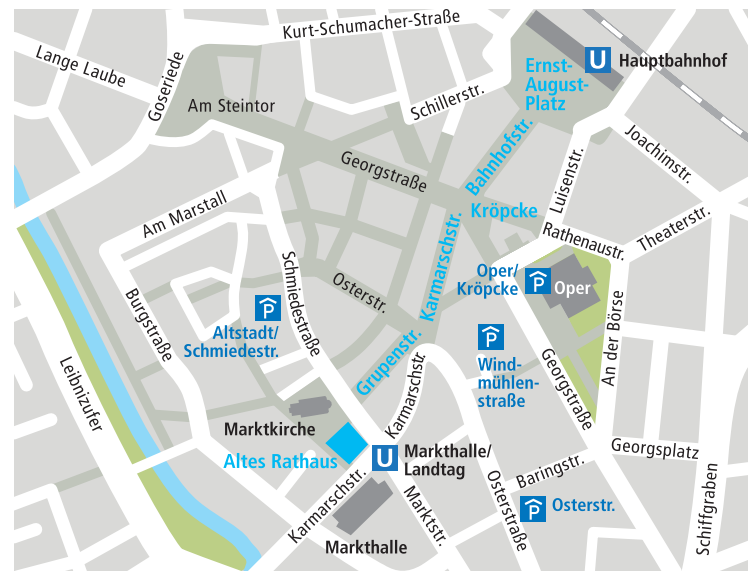 Kurt-Schumacher-Straße
Lange Laube
Goseriede
Am Steintor
Schillerstr.
Ernst-
August-
Platz
U
Hauptbahnhof
Joachimstr.
Georgstraße
Bahnhofstr.
Luisenstr.
Kröpcke
Am Marstall
Rathenaustr.
Theaterstr.
Karmarschstr.
Schmiedestraße
Osterstr.
Oper/
Kröpcke
P
Oper
Burgstraße
P
Altstadt/
Schmiedestr.
Grupenstr.
Karmarschstr.
P
Wind-
mühlen-
straße
Georgstraße
An der Börse
Leibnizufer
Marktkirche
Altes Rathaus
U
Markthalle/
Landtag
Georgsplatz
Baringstr.
Karmarschstr.
Marktstr.
Osterstraße
P
Osterstr.
Schiffgraben
Markthalle